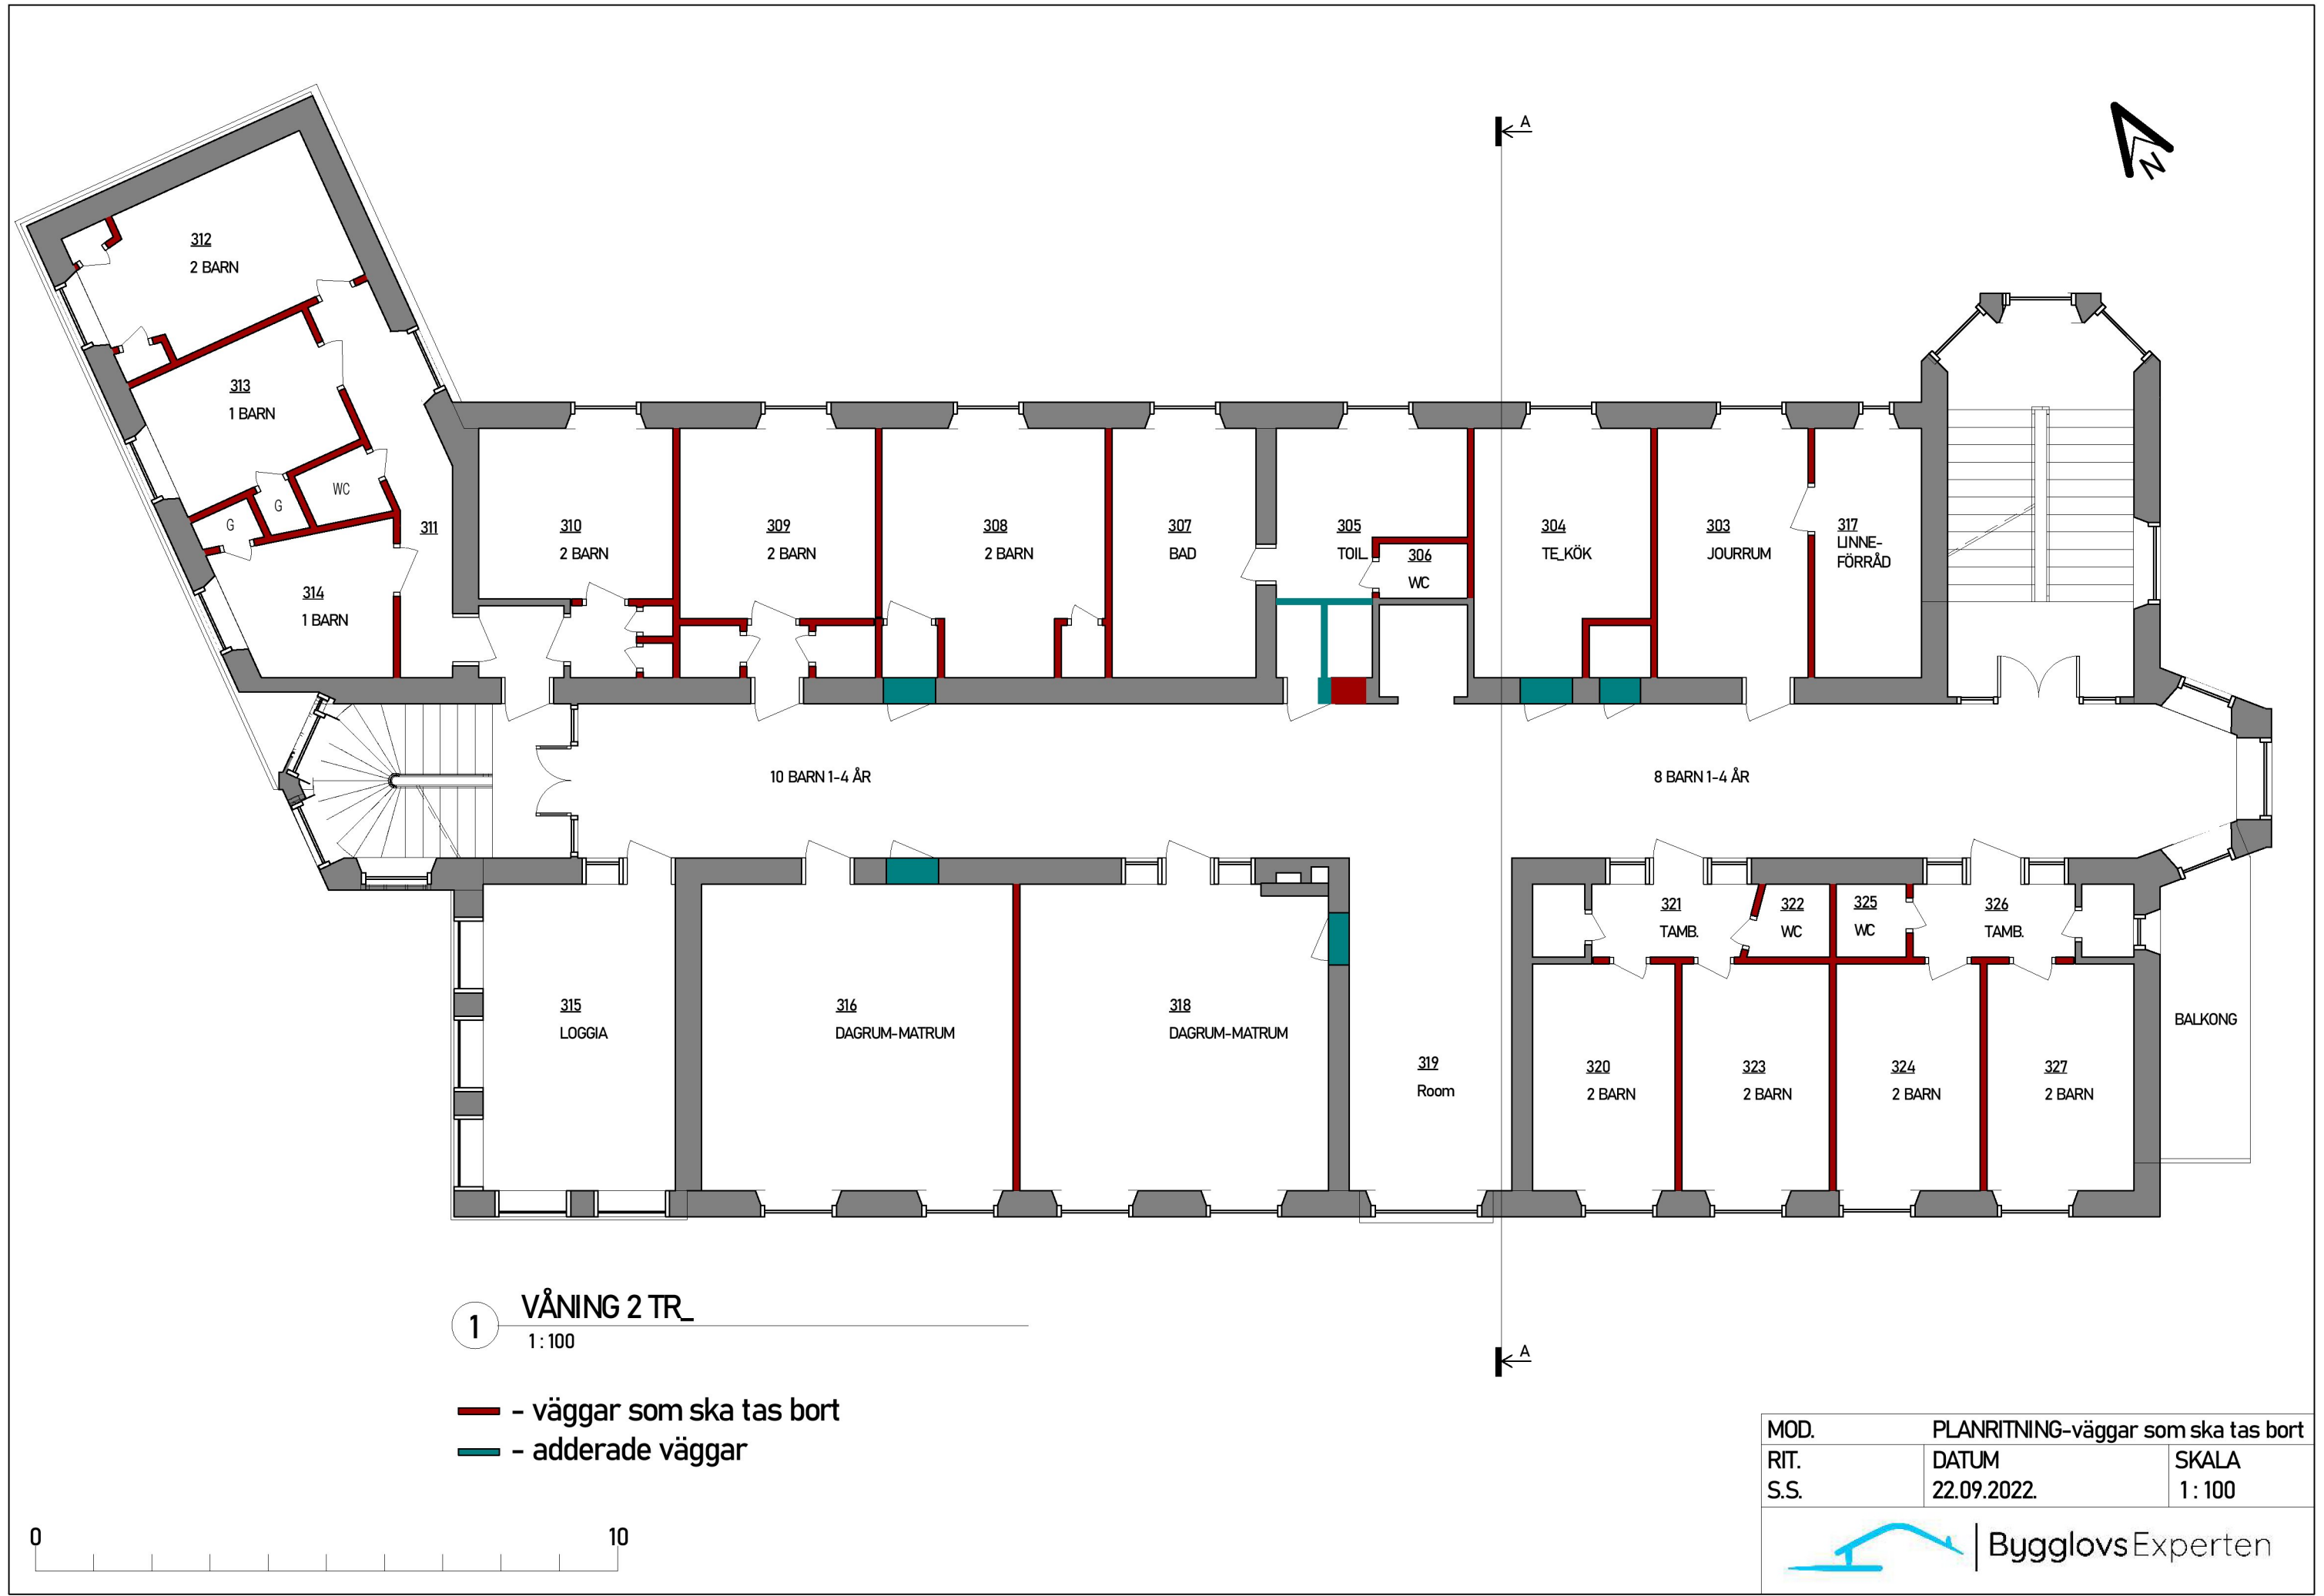 A
N
312
2 BARN
313
1 BARN
WC
G
G
311
310
2 BARN
309
2 BARN
308
2 BARN
307
BAD
305
TOIL.
306
WC
304
TE_KÖK
303
JOURRUM
317
LINNE-
FÖRRÅD
314
1 BARN
10 BARN 1-4 ÅR
8 BARN 1-4 ÅR
321
TAMB.
322
WC
325
WC
326
TAMB.
315
LOGGIA
316
DAGRUM-MATRUM
318
DAGRUM-MATRUM
319
Room
320
2 BARN
323
2 BARN
324
2 BARN
327
2 BARN
BALKONG
1
VÅNING 2 TR_
1 : 100
A
- väggar som ska tas bort
- adderade väggar
0
10
MOD. PLANRITNING-väggar som ska tas bort
RIT. DATUM SKALA
S.S. 22.09.2022. 1 : 100
BygglovsExperten